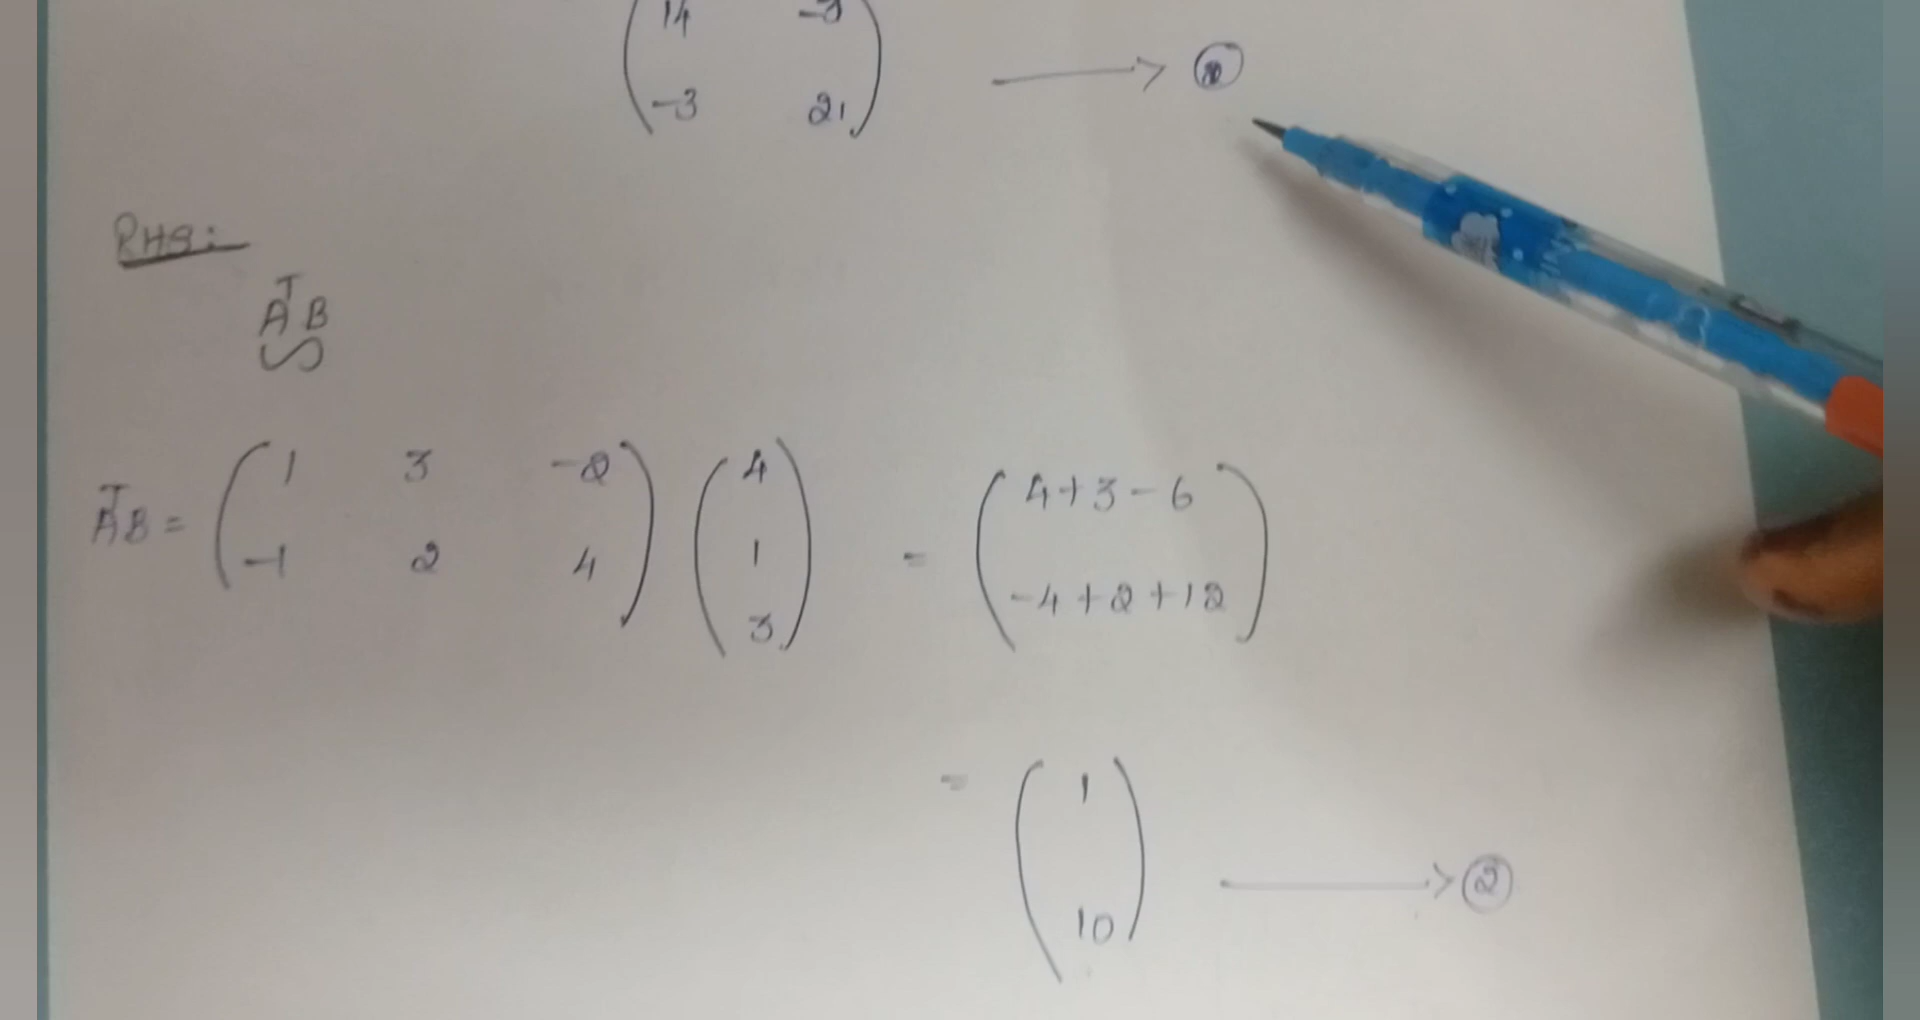 14 -3
-3 21
RHS:
AᵀB
AᵀB = ( 1 3 -2 ) ( 4 ) = ( 4+3-6 )
-1 2 4 1 -4+2+12
3
= ( 1 )
10 → ②